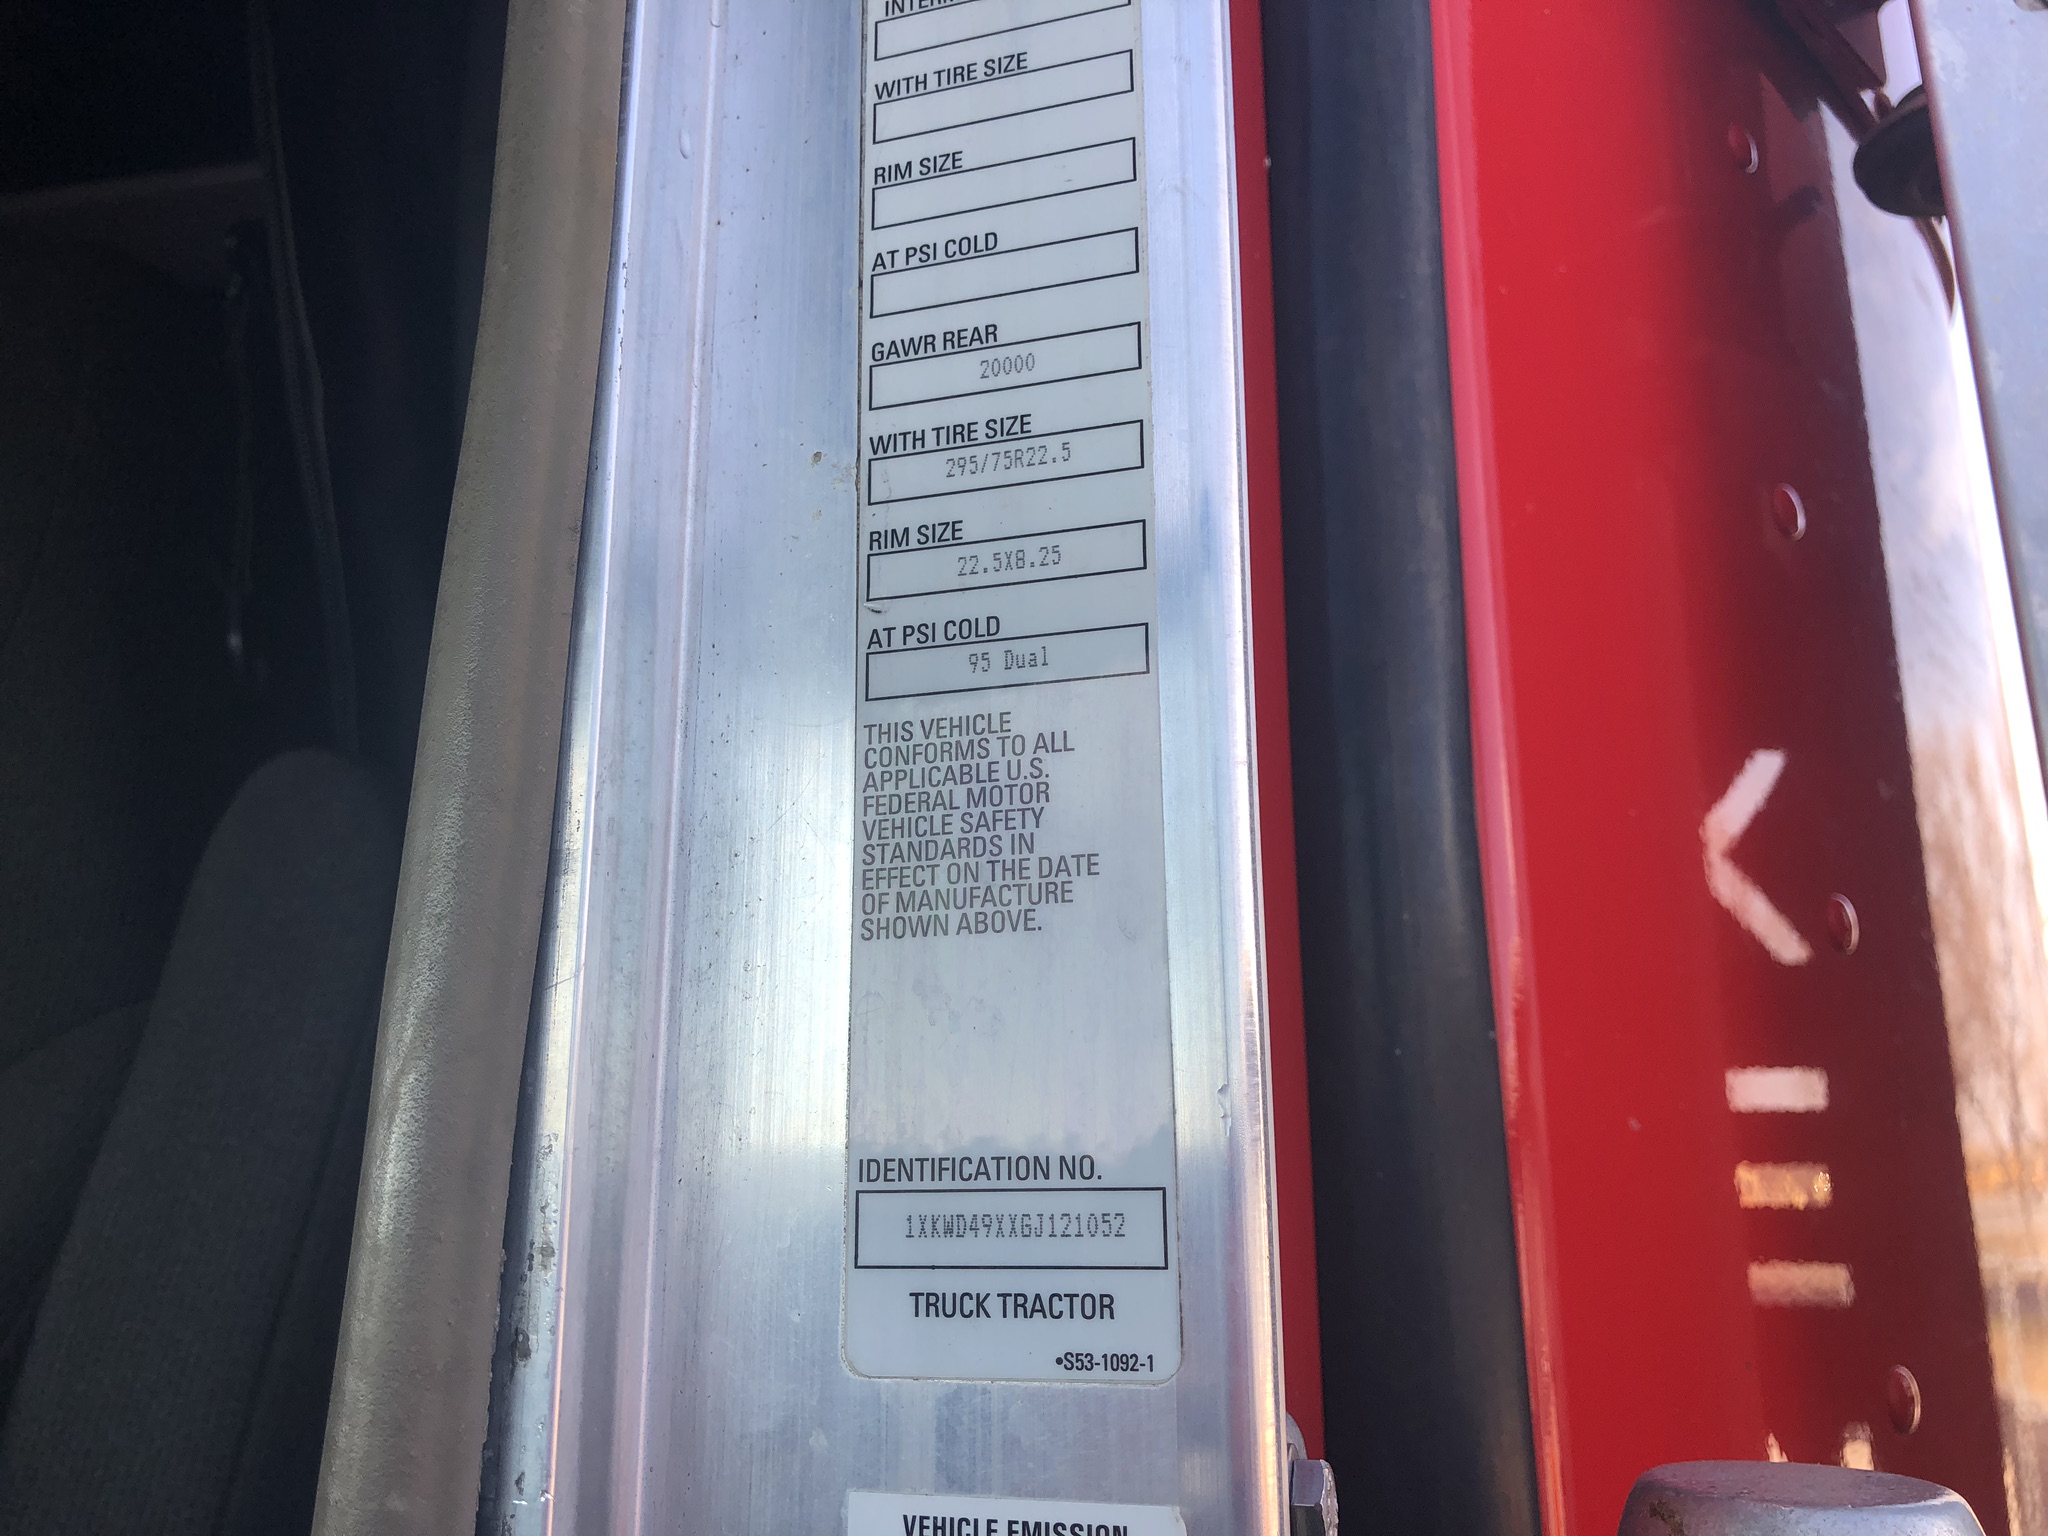 WITH TIRE SIZE
RIM SIZE
AT PSI COLD
GAWR REAR
20000
WITH TIRE SIZE
295/75R22.5
RIM SIZE
22.5X8.25
AT PSI COLD
95 Dual
THIS VEHICLE
CONFORMS TO ALL
APPLICABLE U.S.
FEDERAL MOTOR
VEHICLE SAFETY
STANDARDS IN
EFFECT ON THE DATE
OF MANUFACTURE
SHOWN ABOVE.
IDENTIFICATION NO.
1XKWD49XXGJ121052
TRUCK TRACTOR
•S53-1092-1
VEHICLE EMISSION